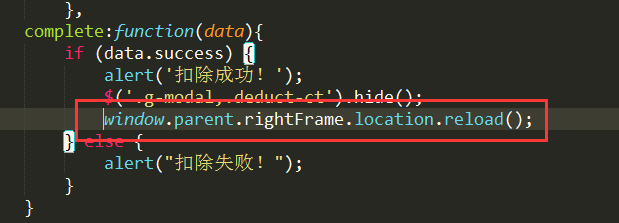 },
complete:function(data){
if (data.success) {
alert('扣除成功！');
$('.g-modal,.deduct-ct').hide();
window.parent.rightFrame.location.reload();
} else {
alert("扣除失败！");
}
}